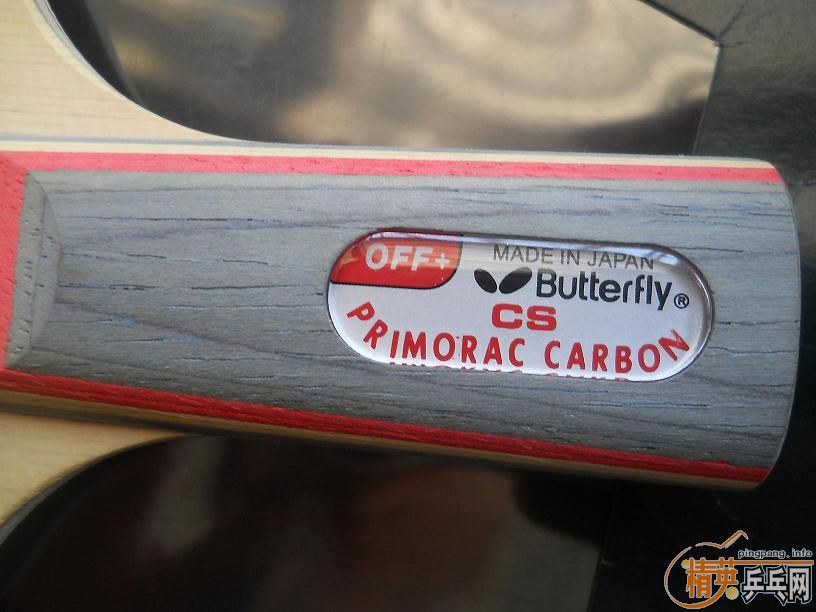 OFF+
MADE IN JAPAN
Butterfly®
CS
PRIMORAC CARBON
pingpang.info
精英乒乓网